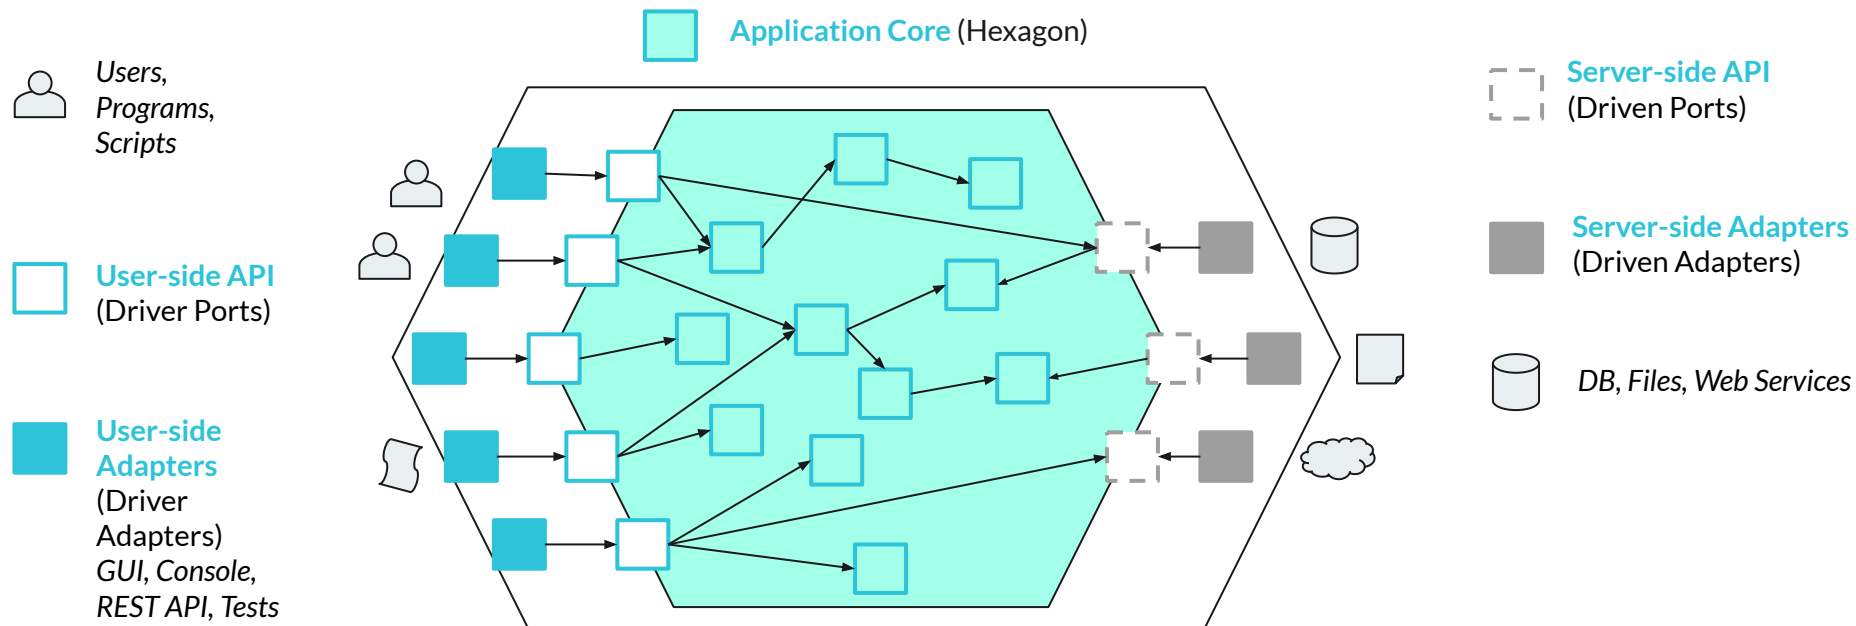 Application Core (Hexagon)
Users,
Programs,
Scripts
User-side API
(Driver Ports)
User-side
Adapters
(Driver
Adapters)
GUI, Console,
REST API, Tests
Server-side API
(Driven Ports)
Server-side Adapters
(Driven Adapters)
DB, Files, Web Services